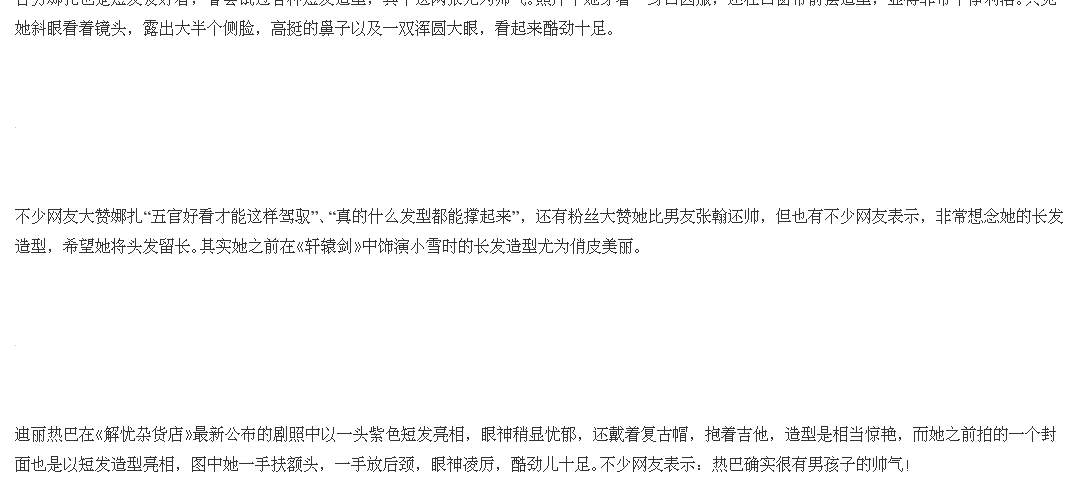 她斜眼看着镜头，露出大半个侧脸，高挺的鼻子以及一双浑圆大眼，看起来酷劲十足。
不少网友大赞娜扎“五官好看才能这样驾驭”、“真的什么发型都能撑起来”，还有粉丝大赞她比男友张翰还帅，但也有不少网友表示，非常想念她的长发
造型，希望她将头发留长。其实她之前在《轩辕剑》中饰演小雪时的长发造型尤为俏皮美丽。
迪丽热巴在《解忧杂货店》最新公布的剧照中以一头紫色短发亮相，眼神稍显忧郁，还戴着复古帽，抱着吉他，造型是相当惊艳，而她之前拍的一个封
面也是以短发造型亮相，图中她一手扶额头，一手放后颈，眼神凌厉，酷劲儿十足。不少网友表示：热巴确实很有男孩子的帅气!